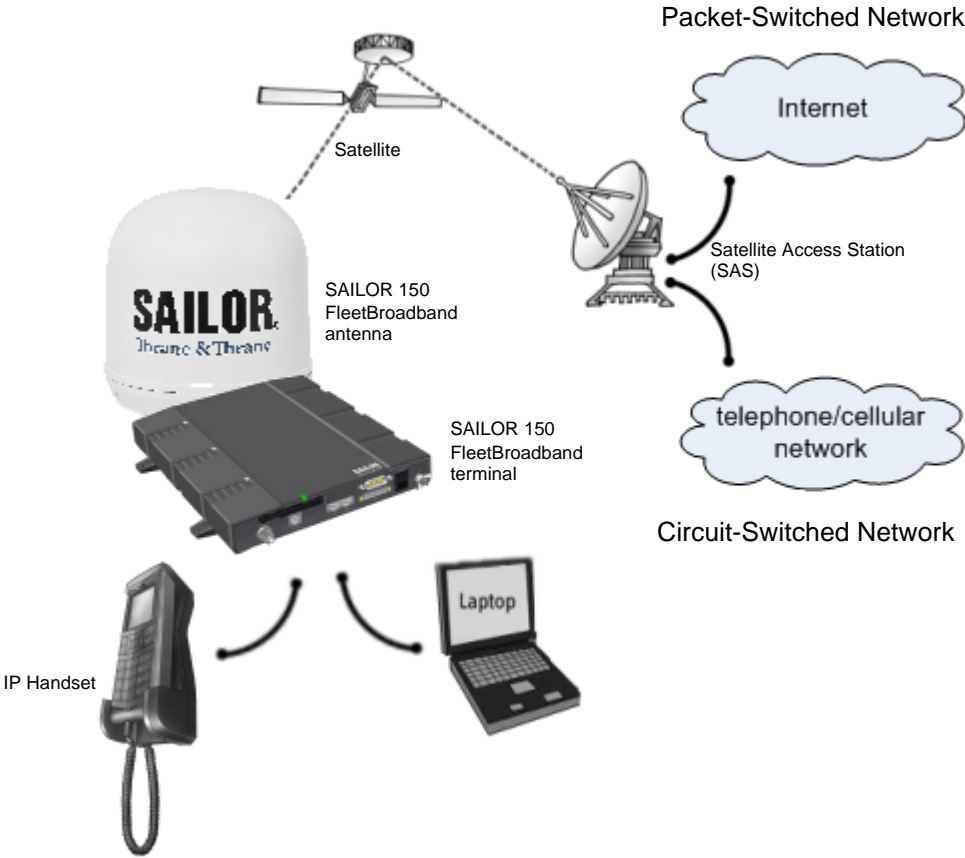 Packet-Switched Network
Internet
Satellite
Satellite Access Station
(SAS)
SAILOR 150
FleetBroadband
antenna
SAILOR
Thrane & Thrane
telephone/cellular
network
SAILOR 150
FleetBroadband
terminal
SAILOR
Circuit-Switched Network
Laptop
IP Handset